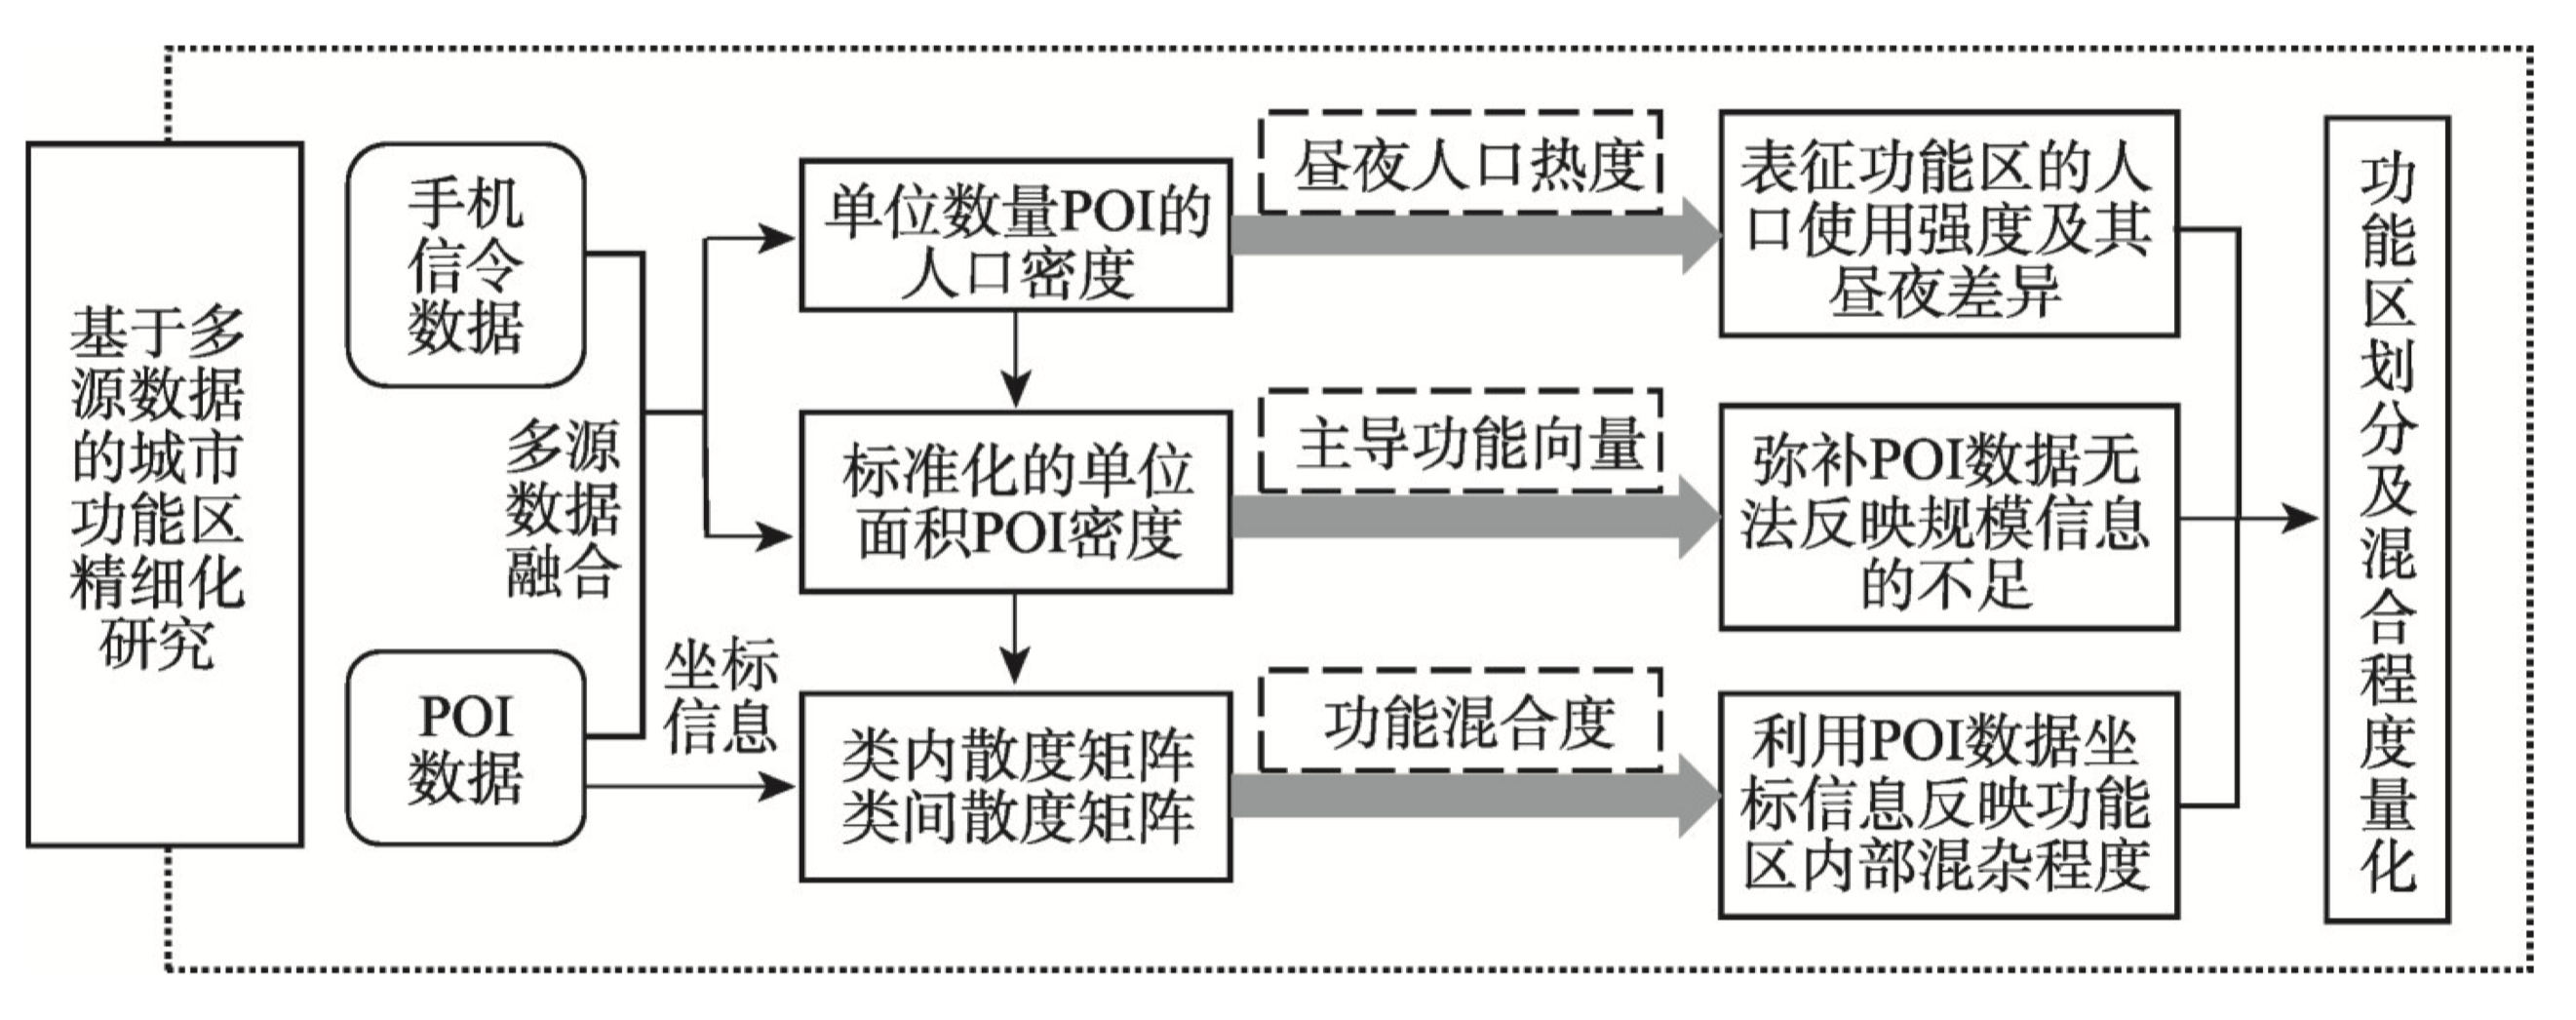 基于多
源数据
的城市
功能区
精细化
研究
手机
信令
数据
多源
数据
融合
POI
数据
坐标
信息
单位数量POI的
人口密度
标准化的单位
面积POI密度
类内散度矩阵
类间散度矩阵
昼夜人口热度
主导功能向量
功能混合度
表征功能区的人
口使用强度及其
昼夜差异
弥补POI数据无
法反映规模信息
的不足
利用POI数据坐
标信息反映功能
区内部混杂程度
功能区划分及混合程度量化